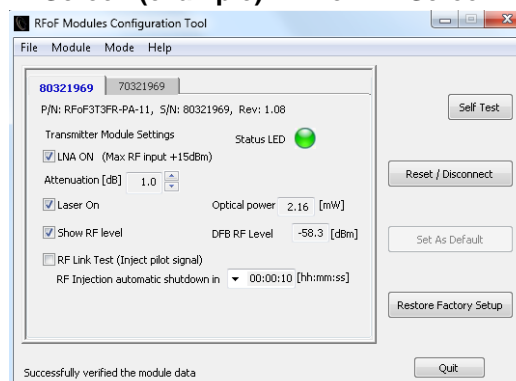 RFoF Modules Configuration Tool
File Module Mode Help
80321969 70321969
P/N: RFoF3T3FR-PA-11, S/N: 80321969, Rev: 1.08
Self Test
Transmitter Module Settings Status LED
LNA ON (Max RF input +15dBm)
Attenuation [dB] 1.0
Reset / Disconnect
Laser On Optical power 2.16 [mW]
Show RF level DFB RF Level -58.3 [dBm]
Set As Default
RF Link Test (Inject pilot signal)
RF Injection automatic shutdown in 00:00:10 [hh:mm:ss]
Restore Factory Setup
Successfully verified the module data
Quit